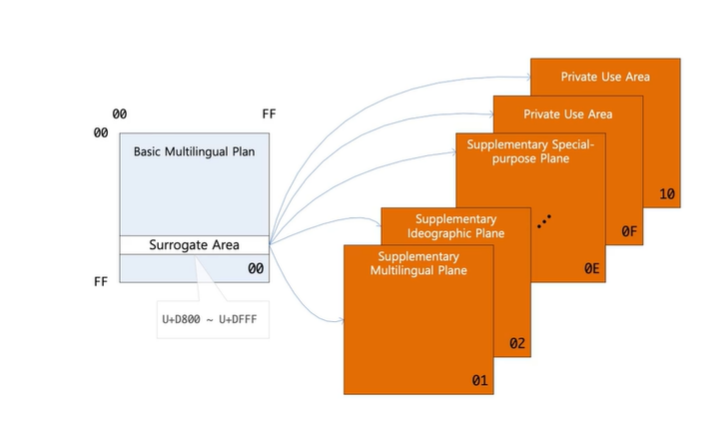 00
FF
00
Basic Multilingual Plan
Surrogate Area
00
FF
U+D800 ~ U+DFFF
Private Use Area
10
Private Use Area
0F
Supplementary Special-
purpose Plane
0E
Supplementary
Ideographic Plane
02
Supplementary
Multilingual Plane
01